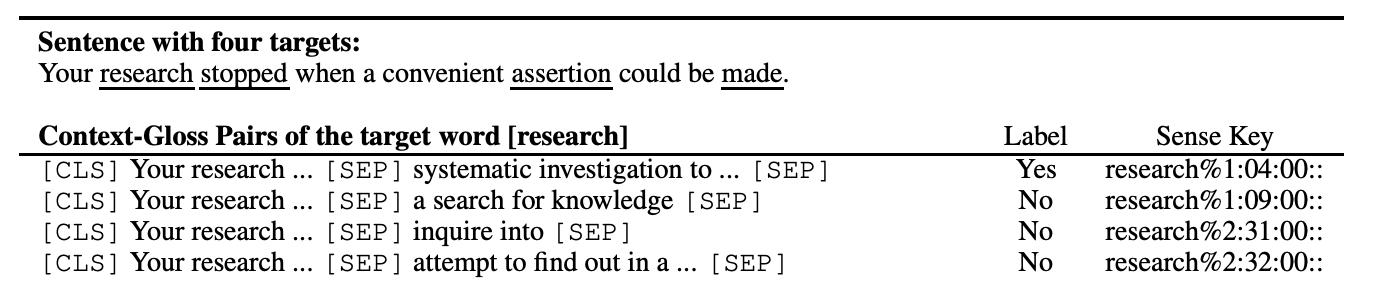 Sentence with four targets:
Your research stopped when a convenient assertion could be made.
Context-Gloss Pairs of the target word [research] Label Sense Key
[CLS] Your research ... [SEP] systematic investigation to ... [SEP] Yes research%1:04:00::
[CLS] Your research ... [SEP] a search for knowledge [SEP] No research%1:09:00::
[CLS] Your research ... [SEP] inquire into [SEP] No research%2:31:00::
[CLS] Your research ... [SEP] attempt to find out in a ... [SEP] No research%2:32:00::